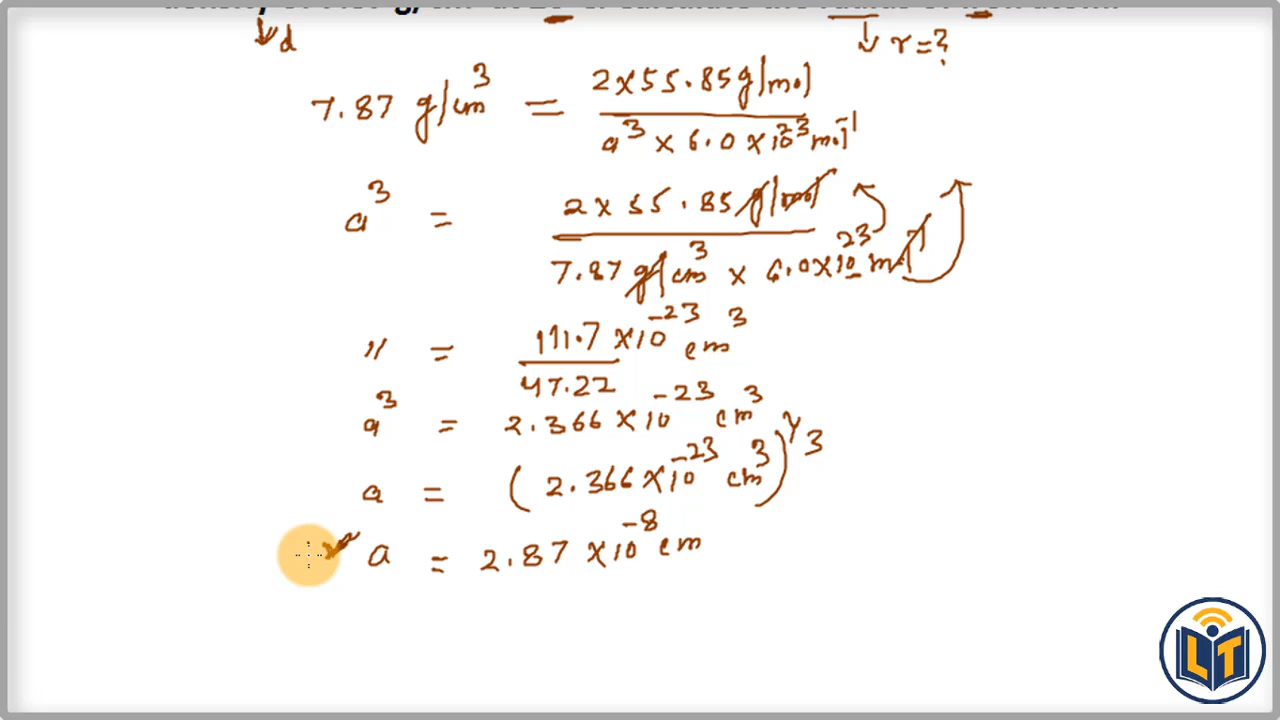 d
r = ?
7.87 g/cm³ = 2×55.85 g/mol / a³ × 6.0 ×10²³ mol⁻¹
a³ = 2 × 55.85 g/mol / 7.87 g/cm³ × 6.0×10²³ mol⁻¹
〃 = 111.7 ×10⁻²³ cm³ / 47.22
a³ = 2.366 ×10⁻²³ cm³
a = (2.366 ×10⁻²³ cm³)^1/3
a = 2.87 ×10⁻⁸ cm
LT